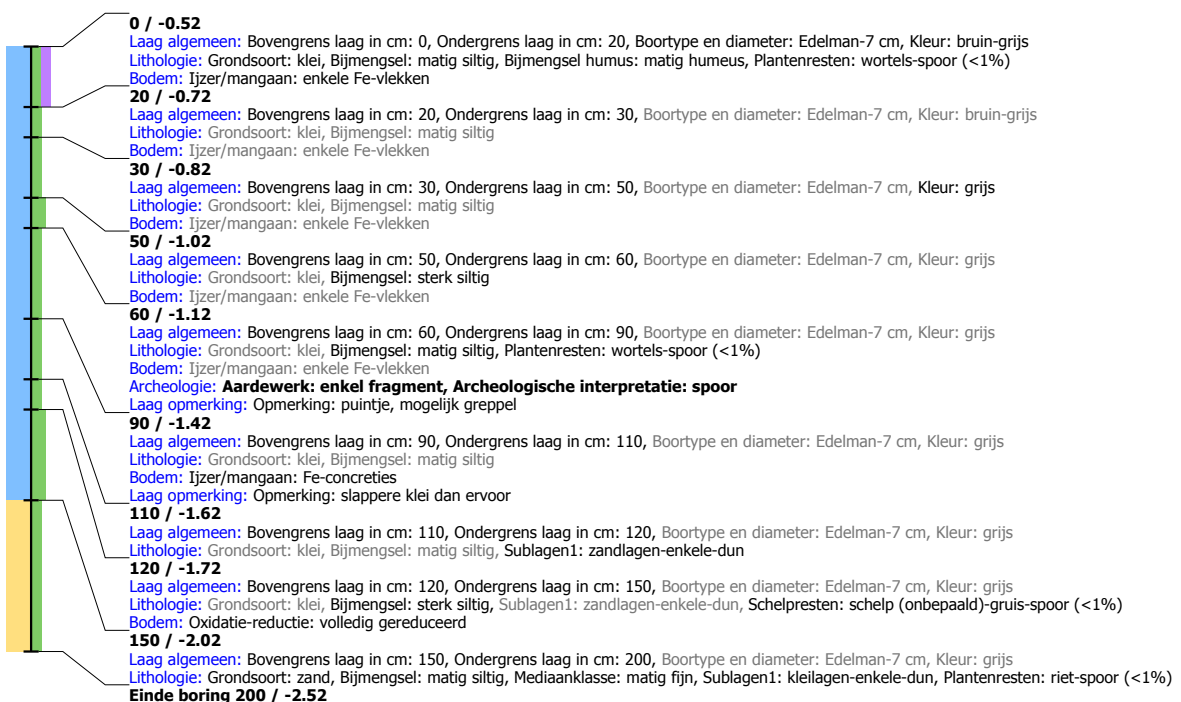 0 / -0.52
Laag algemeen: Bovengrens laag in cm: 0, Ondergrens laag in cm: 20, Boortype en diameter: Edelman-7 cm, Kleur: bruin-grijs
Lithologie: Grondsoort: klei, Bijmengsel: matig siltig, Bijmengsel humus: matig humeus, Plantenresten: wortels-spoor (<1%)
Bodem: Ijzer/mangaan: enkele Fe-vlekken
20 / -0.72
Laag algemeen: Bovengrens laag in cm: 20, Ondergrens laag in cm: 30, Boortype en diameter: Edelman-7 cm, Kleur: bruin-grijs
Lithologie: Grondsoort: klei, Bijmengsel: matig siltig
Bodem: Ijzer/mangaan: enkele Fe-vlekken
30 / -0.82
Laag algemeen: Bovengrens laag in cm: 30, Ondergrens laag in cm: 50, Boortype en diameter: Edelman-7 cm, Kleur: grijs
Lithologie: Grondsoort: klei, Bijmengsel: matig siltig
Bodem: Ijzer/mangaan: enkele Fe-vlekken
50 / -1.02
Laag algemeen: Bovengrens laag in cm: 50, Ondergrens laag in cm: 60, Boortype en diameter: Edelman-7 cm, Kleur: grijs
Lithologie: Grondsoort: klei, Bijmengsel: sterk siltig
Bodem: Ijzer/mangaan: enkele Fe-vlekken
60 / -1.12
Laag algemeen: Bovengrens laag in cm: 60, Ondergrens laag in cm: 90, Boortype en diameter: Edelman-7 cm, Kleur: grijs
Lithologie: Grondsoort: klei, Bijmengsel: matig siltig, Plantenresten: wortels-spoor (<1%)
Bodem: Ijzer/mangaan: enkele Fe-vlekken
Archeologie: Aardewerk: enkel fragment, Archeologische interpretatie: spoor
Laag opmerking: Opmerking: puintje, mogelijk greppel
90 / -1.42
Laag algemeen: Bovengrens laag in cm: 90, Ondergrens laag in cm: 110, Boortype en diameter: Edelman-7 cm, Kleur: grijs
Lithologie: Grondsoort: klei, Bijmengsel: matig siltig
Bodem: Ijzer/mangaan: Fe-concreties
Laag opmerking: Opmerking: slappere klei dan ervoor
110 / -1.62
Laag algemeen: Bovengrens laag in cm: 110, Ondergrens laag in cm: 120, Boortype en diameter: Edelman-7 cm, Kleur: grijs
Lithologie: Grondsoort: klei, Bijmengsel: matig siltig, Sublagen1: zandlagen-enkele-dun
120 / -1.72
Laag algemeen: Bovengrens laag in cm: 120, Ondergrens laag in cm: 150, Boortype en diameter: Edelman-7 cm, Kleur: grijs
Lithologie: Grondsoort: klei, Bijmengsel: sterk siltig, Sublagen1: zandlagen-enkele-dun, Schelpresten: schelp (onbepaald)-gruis-spoor (<1%)
Bodem: Oxidatie-reductie: volledig gereduceerd
150 / -2.02
Laag algemeen: Bovengrens laag in cm: 150, Ondergrens laag in cm: 200, Boortype en diameter: Edelman-7 cm, Kleur: grijs
Lithologie: Grondsoort: zand, Bijmengsel: matig siltig, Mediaanklasse: matig fijn, Sublagen1: kleilagen-enkele-dun, Plantenresten: riet-spoor (<1%)
Einde boring 200 / -2.52